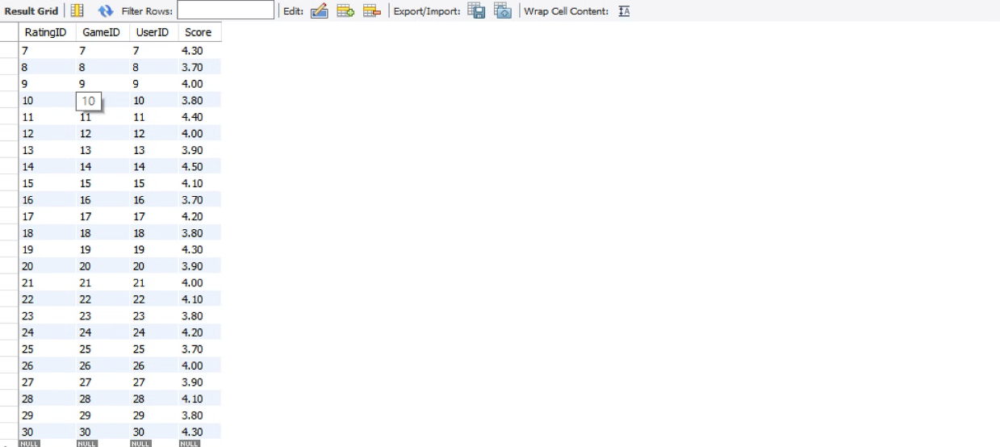 Result Grid Filter Rows: Edit: Export/Import: Wrap Cell Content: IA
RatingID GameID UserID Score
7 7 7 4.30
8 8 8 3.70
9 9 9 4.00
10 10 10 3.80
11 11 11 4.40
12 12 12 4.00
13 13 13 3.90
14 14 14 4.50
15 15 15 4.10
16 16 16 3.70
17 17 17 4.20
18 18 18 3.80
19 19 19 4.30
20 20 20 3.90
21 21 21 4.00
22 22 22 4.10
23 23 23 3.80
24 24 24 4.20
25 25 25 3.70
26 26 26 4.00
27 27 27 3.90
28 28 28 4.10
29 29 29 3.80
30 30 30 4.30
NULL NULL NULL NULL